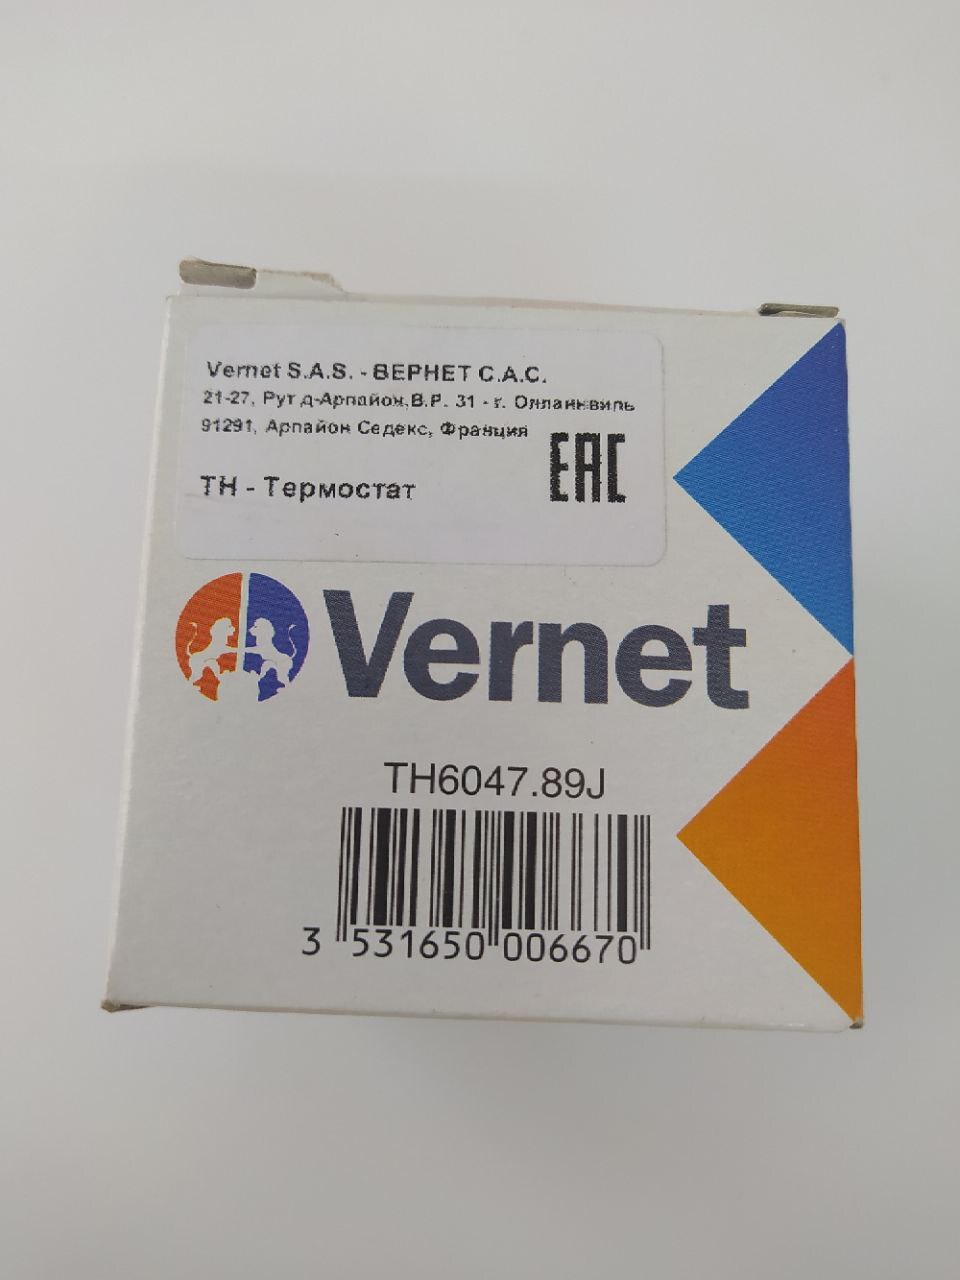 Vernet S.A.S. - ВЕРНЕТ С.А.С.
21-27, Рут д-Арпайон, В.Р. 31 - г. Олланвиль
91291, Арпайон Седекс, Франция
EAC
ТН - Термостат
Vernet
TH6047.89J
3 531650 006670